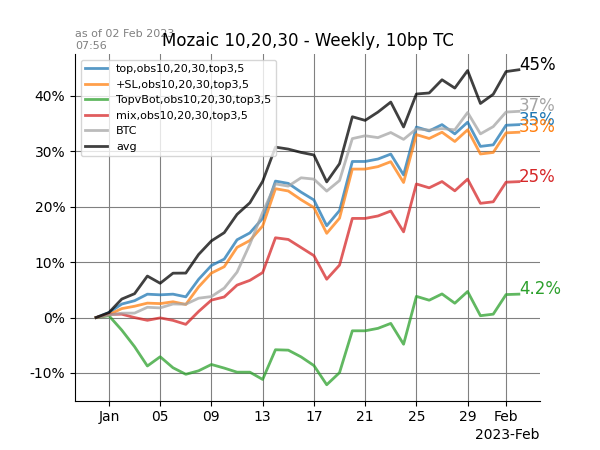 as of 02 Feb 2023
07:56
Mozaic 10,20,30 - Weekly, 10bp TC
top,obs10,20,30,top3,5
+SL,obs10,20,30,top3,5
TopvBot,obs10,20,30,top3,5
mix,obs10,20,30,top3,5
BTC
avg
40%
30%
20%
10%
0%
-10%
45%
37%
35%
33%
25%
4.2%
Jan 05 09 13 17 21 25 29 Feb
2023-Feb